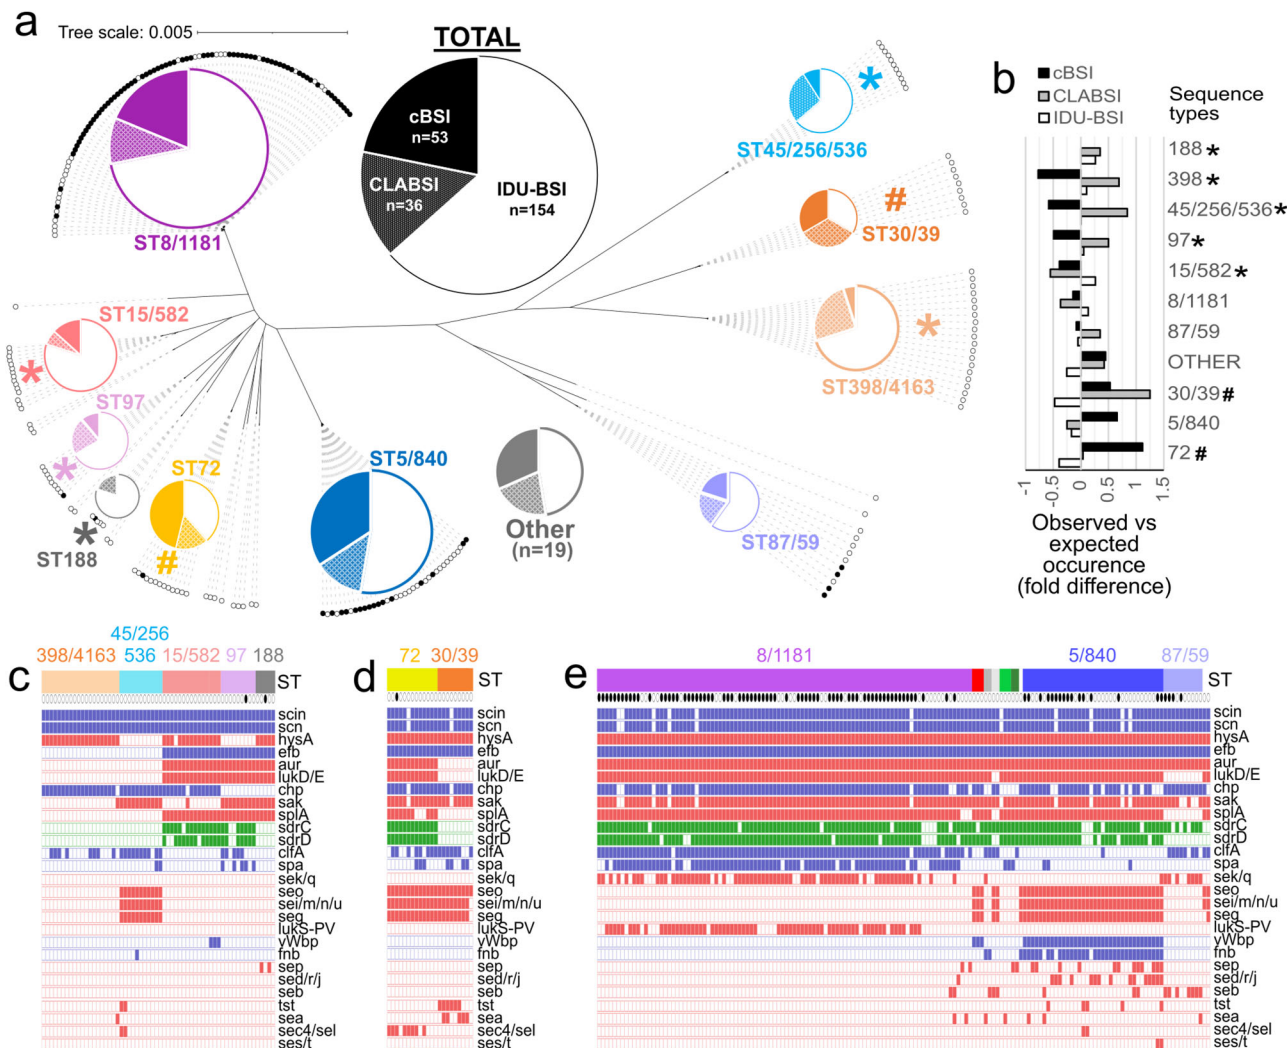 a
Tree scale: 0.005
TOTAL
cBSI
n=53
CLABSI
n=36
IDU-BSI
n=154
ST8/1181
ST45/256/536
*
#
ST30/39
*
ST398/4163
ST15/582
*
ST97
*
*
ST188
ST72
#
ST5/840
Other
(n=19)
ST87/59
b
cBSI
CLABSI
IDU-BSI
Sequence
types
188*
398*
45/256/536*
97*
15/582*
8/1181
87/59
OTHER
30/39#
5/840
72#
-1 -0.5 0 0.5 1 1.5
Observed vs
expected
occurence
(fold difference)
c
45/256
398/4163 536 15/582 97 188
ST
scin
scn
hysA
efb
aur
lukD/E
chp
sak
splA
sdrC
sdrD
clfA
spa
sek/q
seo
sei/m/n/u
seg
lukS-PV
yWbp
fnb
sep
sed/r/j
seb
tst
sea
sec4/sel
ses/t
d
72 30/39
ST
scin
scn
hysA
efb
aur
lukD/E
chp
sak
splA
sdrC
sdrD
clfA
spa
sek/q
seo
sei/m/n/u
seg
lukS-PV
yWbp
fnb
sep
sed/r/j
seb
tst
sea
sec4/sel
ses/t
e
8/1181 5/840 87/59
ST
scin
scn
hysA
efb
aur
lukD/E
chp
sak
splA
sdrC
sdrD
clfA
spa
sek/q
seo
sei/m/n/u
seg
lukS-PV
yWbp
fnb
sep
sed/r/j
seb
tst
sea
sec4/sel
ses/t